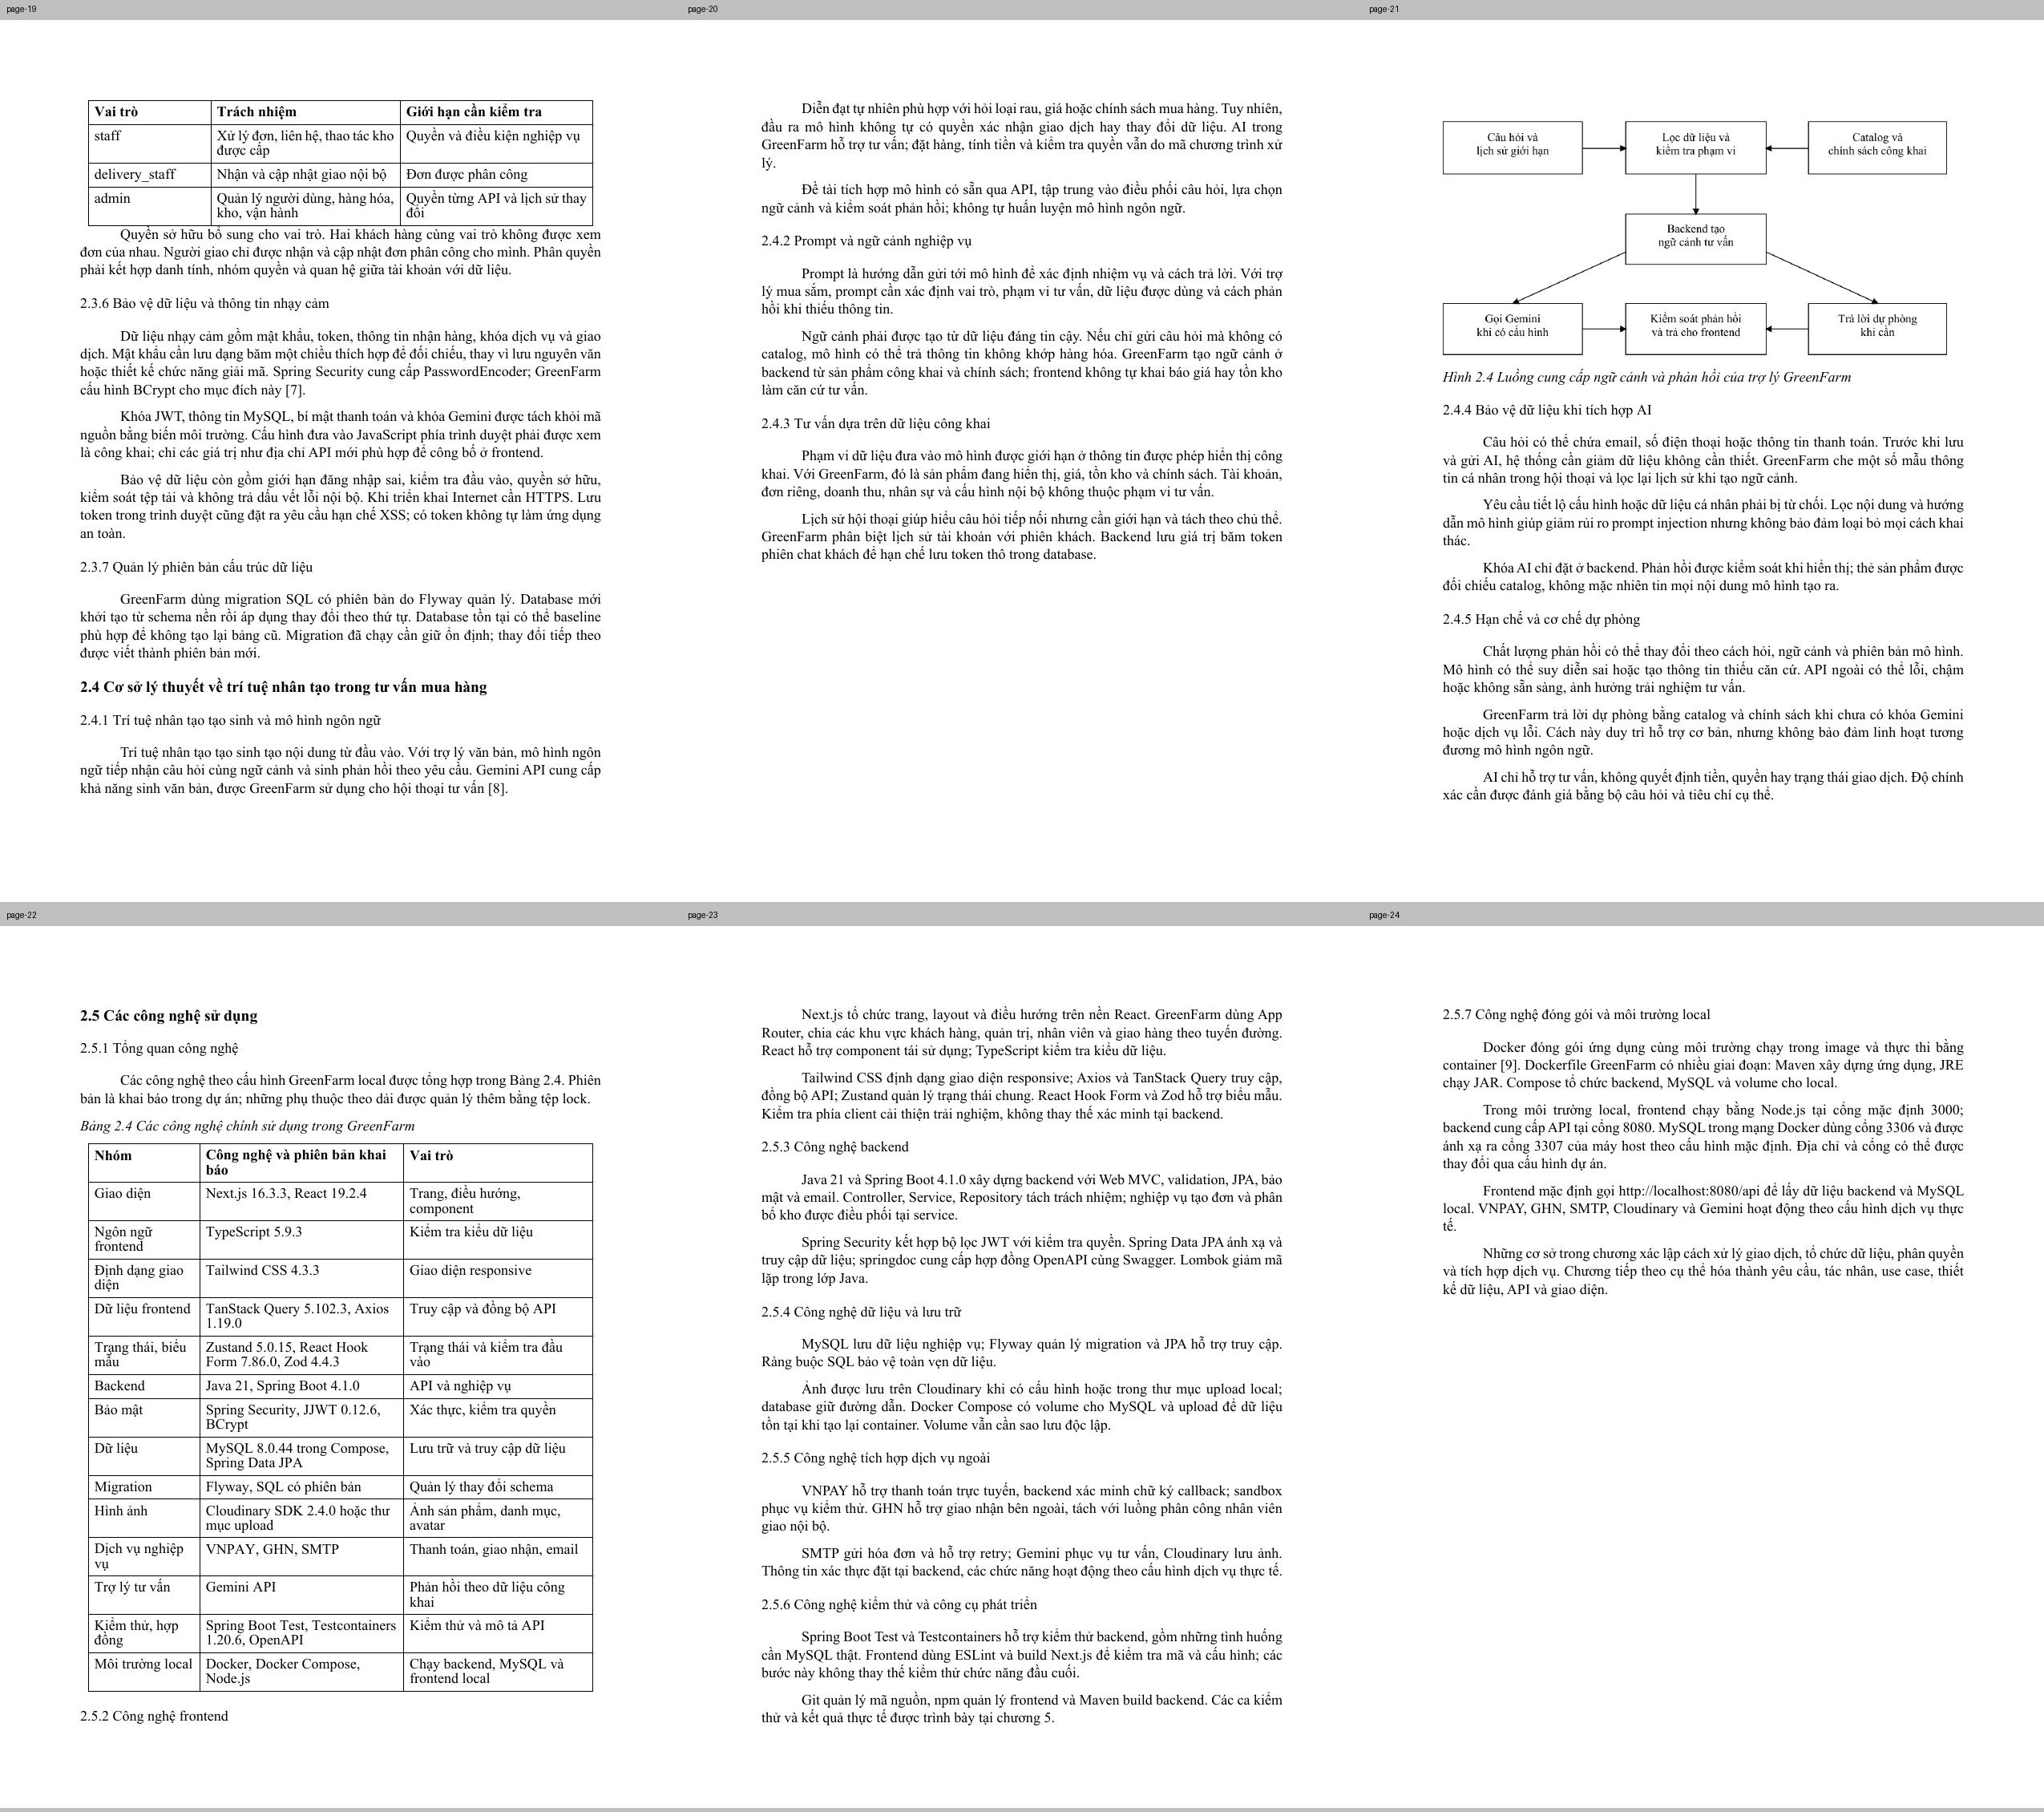 page-19
Vai trò Trách nhiệm Giới hạn cần kiểm tra
staff Xử lý đơn, liên hệ, thao tác kho được cấp Quyền và điều kiện nghiệp vụ
delivery_staff Nhận và cập nhật giao nội bộ Đơn được phân công
admin Quản lý người dùng, hàng hóa, kho, vận hành Quyền từng API và lịch sử thay đổi
Quyền sở hữu bổ sung cho vai trò. Hai khách hàng cùng vai trò không được xem
đơn của nhau. Người giao chỉ được nhận và cập nhật đơn phân công cho mình. Phân quyền
phải kết hợp danh tính, nhóm quyền và quan hệ giữa tài khoản với dữ liệu.
2.3.6 Bảo vệ dữ liệu và thông tin nhạy cảm
Dữ liệu nhạy cảm gồm mật khẩu, token, thông tin nhận hàng, khóa dịch vụ và giao
dịch. Mật khẩu cần lưu dạng băm một chiều thích hợp để đối chiếu, thay vì lưu nguyên văn
hoặc thiết kế chức năng giải mã. Spring Security cung cấp PasswordEncoder; GreenFarm
cấu hình BCrypt cho mục đích này [7].
Khóa JWT, thông tin MySQL, bí mật thanh toán và khóa Gemini được tách khỏi mã
nguồn bằng biến môi trường. Cấu hình đưa vào JavaScript phía trình duyệt phải được xem
là công khai; chỉ các giá trị như địa chỉ API mới phù hợp để công bố ở frontend.
Bảo vệ dữ liệu còn gồm giới hạn đăng nhập sai, kiểm tra đầu vào, quyền sở hữu,
kiểm soát tệp tải và không trả dấu vết lỗi nội bộ. Khi triển khai Internet cần HTTPS. Lưu
token trong trình duyệt cũng đặt ra yêu cầu hạn chế XSS; có token không tự làm ứng dụng
an toàn.
2.3.7 Quản lý phiên bản cấu trúc dữ liệu
GreenFarm dùng migration SQL có phiên bản do Flyway quản lý. Database mới
khởi tạo từ schema nền rồi áp dụng thay đổi theo thứ tự. Database tồn tại có thể baseline
phù hợp để không tạo lại bảng cũ. Migration đã chạy cần giữ ổn định; thay đổi tiếp theo
được viết thành phiên bản mới.
2.4 Cơ sở lý thuyết về trí tuệ nhân tạo trong tư vấn mua hàng
2.4.1 Trí tuệ nhân tạo tạo sinh và mô hình ngôn ngữ
Trí tuệ nhân tạo tạo sinh tạo nội dung từ đầu vào. Với trợ lý văn bản, mô hình ngôn
ngữ tiếp nhận câu hỏi cùng ngữ cảnh và sinh phản hồi theo yêu cầu. Gemini API cung cấp
khả năng sinh văn bản, được GreenFarm sử dụng cho hội thoại tư vấn [8].
page-20
Diễn đạt tự nhiên phù hợp với hỏi loại rau, giá hoặc chính sách mua hàng. Tuy nhiên,
đầu ra mô hình không tự có quyền xác nhận giao dịch hay thay đổi dữ liệu. AI trong
GreenFarm hỗ trợ tư vấn; đặt hàng, tính tiền và kiểm tra quyền vẫn do mã chương trình xử
lý.
Đề tài tích hợp mô hình có sẵn qua API, tập trung vào điều phối câu hỏi, lựa chọn
ngữ cảnh và kiểm soát phản hồi; không tự huấn luyện mô hình ngôn ngữ.
2.4.2 Prompt và ngữ cảnh nghiệp vụ
Prompt là hướng dẫn gửi tới mô hình để xác định nhiệm vụ và cách trả lời. Với trợ
lý mua sắm, prompt cần xác định vai trò, phạm vi tư vấn, dữ liệu được dùng và cách phản
hồi khi thiếu thông tin.
Ngữ cảnh phải được tạo từ dữ liệu đáng tin cậy. Nếu chỉ gửi câu hỏi mà không có
catalog, mô hình có thể trả thông tin không khớp hàng hóa. GreenFarm tạo ngữ cảnh ở
backend từ sản phẩm công khai và chính sách; frontend không tự khai báo giá hay tồn kho
làm căn cứ tư vấn.
2.4.3 Tư vấn dựa trên dữ liệu công khai
Phạm vi dữ liệu đưa vào mô hình được giới hạn ở thông tin được phép hiển thị công
khai. Với GreenFarm, đó là sản phẩm đang hiển thị, giá, tồn kho và chính sách. Tài khoản,
đơn riêng, doanh thu, nhân sự và cấu hình nội bộ không thuộc phạm vi tư vấn.
Lịch sử hội thoại giúp hiểu câu hỏi tiếp nối nhưng cần giới hạn và tách theo chủ thể.
GreenFarm phân biệt lịch sử tài khoản với phiên khách. Backend lưu giá trị băm token
phiên chat khách để hạn chế lưu token thô trong database.
page-21
Câu hỏi và
lịch sử giới hạn
Lọc dữ liệu và
kiểm tra phạm vi
Catalog và
chính sách công khai
Backend tạo
ngữ cảnh tư vấn
Gọi Gemini
khi có cấu hình
Kiểm soát phản hồi
và trả cho frontend
Trả lời dự phòng
khi cần
Hình 2.4 Luồng cung cấp ngữ cảnh và phản hồi của trợ lý GreenFarm
2.4.4 Bảo vệ dữ liệu khi tích hợp AI
Câu hỏi có thể chứa email, số điện thoại hoặc thông tin thanh toán. Trước khi lưu
và gửi AI, hệ thống cần giảm dữ liệu không cần thiết. GreenFarm che một số mẫu thông
tin cá nhân trong hội thoại và lọc lại lịch sử khi tạo ngữ cảnh.
Yêu cầu tiết lộ cấu hình hoặc dữ liệu cá nhân phải bị từ chối. Lọc nội dung và hướng
dẫn mô hình giúp giảm rủi ro prompt injection nhưng không bảo đảm loại bỏ mọi cách khai
thác.
Khóa AI chỉ đặt ở backend. Phản hồi được kiểm soát khi hiển thị; thẻ sản phẩm được
đối chiếu catalog, không mặc nhiên tin mọi nội dung mô hình tạo ra.
2.4.5 Hạn chế và cơ chế dự phòng
Chất lượng phản hồi có thể thay đổi theo cách hỏi, ngữ cảnh và phiên bản mô hình.
Mô hình có thể suy diễn sai hoặc tạo thông tin thiếu căn cứ. API ngoài có thể lỗi, chậm
hoặc không sẵn sàng, ảnh hưởng trải nghiệm tư vấn.
GreenFarm trả lời dự phòng bằng catalog và chính sách khi chưa có khóa Gemini
hoặc dịch vụ lỗi. Cách này duy trì hỗ trợ cơ bản, nhưng không bảo đảm linh hoạt tương
đương mô hình ngôn ngữ.
AI chỉ hỗ trợ tư vấn, không quyết định tiền, quyền hay trạng thái giao dịch. Độ chính
xác cần được đánh giá bằng bộ câu hỏi và tiêu chí cụ thể.
page-22
2.5 Các công nghệ sử dụng
2.5.1 Tổng quan công nghệ
Các công nghệ theo cấu hình GreenFarm local được tổng hợp trong Bảng 2.4. Phiên
bản là khai báo trong dự án; những phụ thuộc theo dải được quản lý thêm bằng tệp lock.
Bảng 2.4 Các công nghệ chính sử dụng trong GreenFarm
Nhóm Công nghệ và phiên bản khai báo Vai trò
Giao diện Next.js 16.3.3, React 19.2.4 Trang, điều hướng, component
Ngôn ngữ frontend TypeScript 5.9.3 Kiểm tra kiểu dữ liệu
Định dạng giao diện Tailwind CSS 4.3.3 Giao diện responsive
Dữ liệu frontend TanStack Query 5.102.3, Axios 1.19.0 Truy cập và đồng bộ API
Trạng thái, biểu mẫu Zustand 5.0.15, React Hook Form 7.86.0, Zod 4.4.3 Trạng thái và kiểm tra đầu vào
Backend Java 21, Spring Boot 4.1.0 API và nghiệp vụ
Bảo mật Spring Security, JJWT 0.12.6, BCrypt Xác thực, kiểm tra quyền
Dữ liệu MySQL 8.0.44 trong Compose, Spring Data JPA Lưu trữ và truy cập dữ liệu
Migration Flyway, SQL có phiên bản Quản lý thay đổi schema
Hình ảnh Cloudinary SDK 2.4.0 hoặc thư mục upload Ảnh sản phẩm, danh mục, avatar
Dịch vụ nghiệp vụ VNPAY, GHN, SMTP Thanh toán, giao nhận, email
Trợ lý tư vấn Gemini API Phản hồi theo dữ liệu công khai
Kiểm thử, hợp đồng Spring Boot Test, Testcontainers 1.20.6, OpenAPI Kiểm thử và mô tả API
Môi trường local Docker, Docker Compose, Node.js Chạy backend, MySQL và frontend local
2.5.2 Công nghệ frontend
page-23
Next.js tổ chức trang, layout và điều hướng trên nền React. GreenFarm dùng App
Router, chia các khu vực khách hàng, quản trị, nhân viên và giao hàng theo tuyến đường.
React hỗ trợ component tái sử dụng; TypeScript kiểm tra kiểu dữ liệu.
Tailwind CSS định dạng giao diện responsive; Axios và TanStack Query truy cập,
đồng bộ API; Zustand quản lý trạng thái chung. React Hook Form và Zod hỗ trợ biểu mẫu.
Kiểm tra phía client cải thiện trải nghiệm, không thay thế xác minh tại backend.
2.5.3 Công nghệ backend
Java 21 và Spring Boot 4.1.0 xây dựng backend với Web MVC, validation, JPA, bảo
mật và email. Controller, Service, Repository tách trách nhiệm; nghiệp vụ tạo đơn và phân
bổ kho được điều phối tại service.
Spring Security kết hợp bộ lọc JWT với kiểm tra quyền. Spring Data JPA ánh xạ và
truy cập dữ liệu; springdoc cung cấp hợp đồng OpenAPI cùng Swagger. Lombok giảm mã
lặp trong lớp Java.
2.5.4 Công nghệ dữ liệu và lưu trữ
MySQL lưu dữ liệu nghiệp vụ; Flyway quản lý migration và JPA hỗ trợ truy cập.
Ràng buộc SQL bảo vệ toàn vẹn dữ liệu.
Ảnh được lưu trên Cloudinary khi có cấu hình hoặc trong thư mục upload local;
database giữ đường dẫn. Docker Compose có volume cho MySQL và upload để dữ liệu
tồn tại khi tạo lại container. Volume vẫn cần sao lưu độc lập.
2.5.5 Công nghệ tích hợp dịch vụ ngoài
VNPAY hỗ trợ thanh toán trực tuyến, backend xác minh chữ ký callback; sandbox
phục vụ kiểm thử. GHN hỗ trợ giao nhận bên ngoài, tách với luồng phân công nhân viên
giao nội bộ.
SMTP gửi hóa đơn và hỗ trợ retry; Gemini phục vụ tư vấn, Cloudinary lưu ảnh.
Thông tin xác thực đặt tại backend, các chức năng hoạt động theo cấu hình dịch vụ thực tế.
2.5.6 Công nghệ kiểm thử và công cụ phát triển
Spring Boot Test và Testcontainers hỗ trợ kiểm thử backend, gồm những tình huống
cần MySQL thật. Frontend dùng ESLint và build Next.js để kiểm tra mã và cấu hình; các
bước này không thay thế kiểm thử chức năng đầu cuối.
Git quản lý mã nguồn, npm quản lý frontend và Maven build backend. Các ca kiểm
thử và kết quả thực tế được trình bày tại chương 5.
page-24
2.5.7 Công nghệ đóng gói và môi trường local
Docker đóng gói ứng dụng cùng môi trường chạy trong image và thực thi bằng
container [9]. Dockerfile GreenFarm có nhiều giai đoạn: Maven xây dựng ứng dụng, JRE
chạy JAR. Compose tổ chức backend, MySQL và volume cho local.
Trong môi trường local, frontend chạy bằng Node.js tại cổng mặc định 3000;
backend cung cấp API tại cổng 8080. MySQL trong mạng Docker dùng cổng 3306 và được
ánh xạ ra cổng 3307 của máy host theo cấu hình mặc định. Địa chỉ và cổng có thể được
thay đổi qua cấu hình dự án.
Frontend mặc định gọi http://localhost:8080/api để lấy dữ liệu backend và MySQL
local. VNPAY, GHN, SMTP, Cloudinary và Gemini hoạt động theo cấu hình dịch vụ thực
tế.
Những cơ sở trong chương xác lập cách xử lý giao dịch, tổ chức dữ liệu, phân quyền
và tích hợp dịch vụ. Chương tiếp theo cụ thể hóa thành yêu cầu, tác nhân, use case, thiết
kế dữ liệu, API và giao diện.